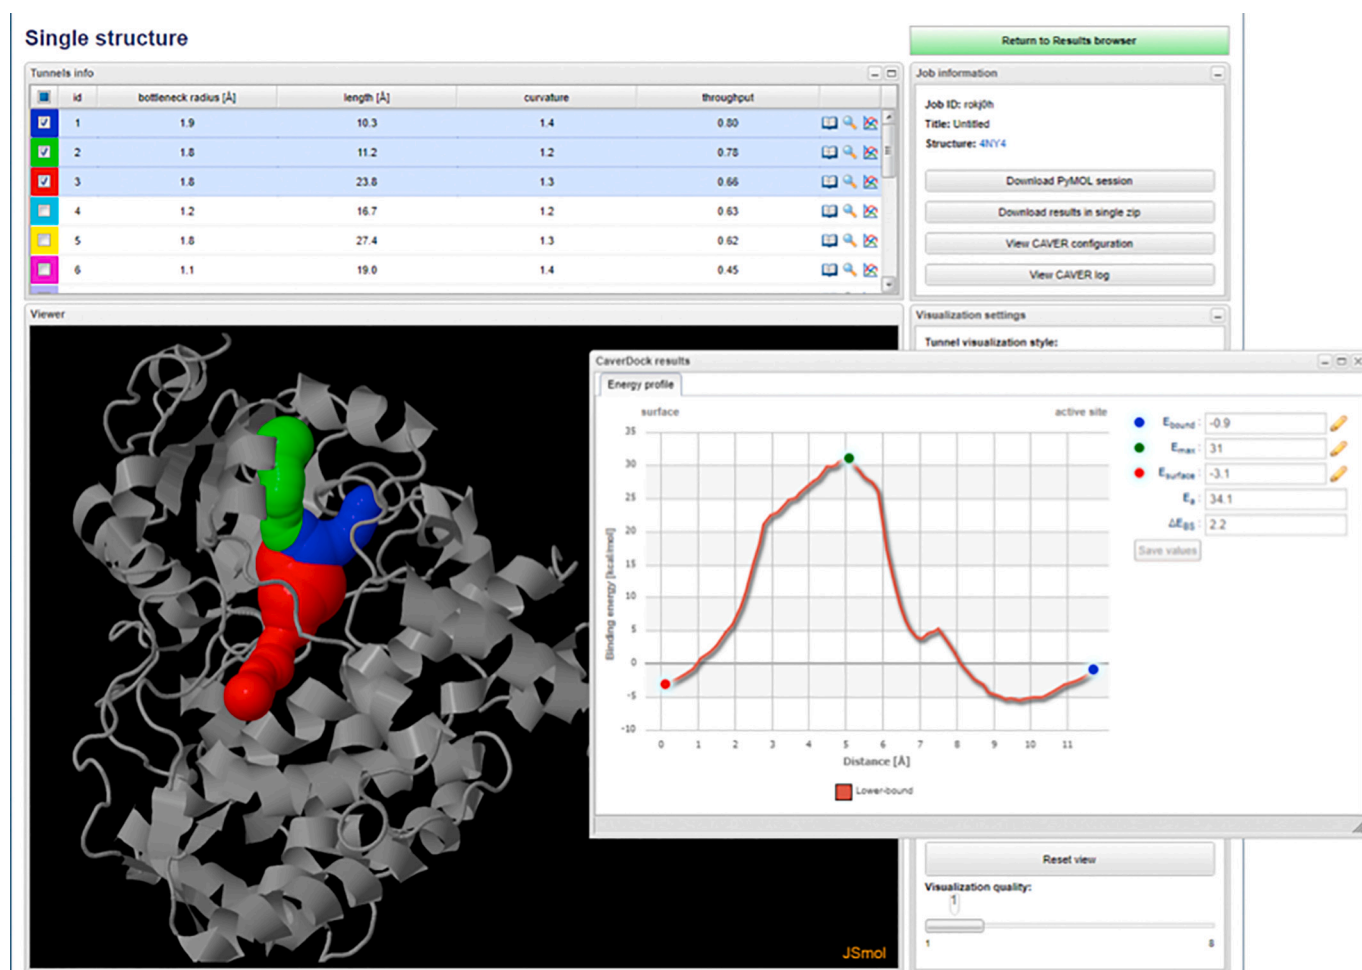 Single structure
Return to Results browser
Tunnels info
id bottleneck radius [Å] length [Å] curvature throughput
1 1.9 10.3 1.4 0.80
2 1.8 11.2 1.2 0.78
3 1.8 23.8 1.3 0.66
4 1.2 16.7 1.2 0.63
5 1.8 27.4 1.3 0.62
6 1.1 19.0 1.4 0.45
Job information
Job ID: rokj0h
Title: Untitled
Structure: 4NY4
Download PyMOL session
Download results in single zip
View CAVER configuration
View CAVER log
Viewer
JSmol
Visualization settings
Tunnel visualization style:
CaverDock results
Energy profile
surface
active site
Binding energy [kcal/mol]
35
30
25
20
15
10
5
0
-5
-10
0 1 2 3 4 5 6 7 8 9 10 11
Distance [Å]
Lower-bound
Ebound : -0.9
Emax : 31
Esurface : -3.1
Ea : 34.1
ΔEBS : 2.2
Save values
Reset view
Visualization quality:
1
1 8